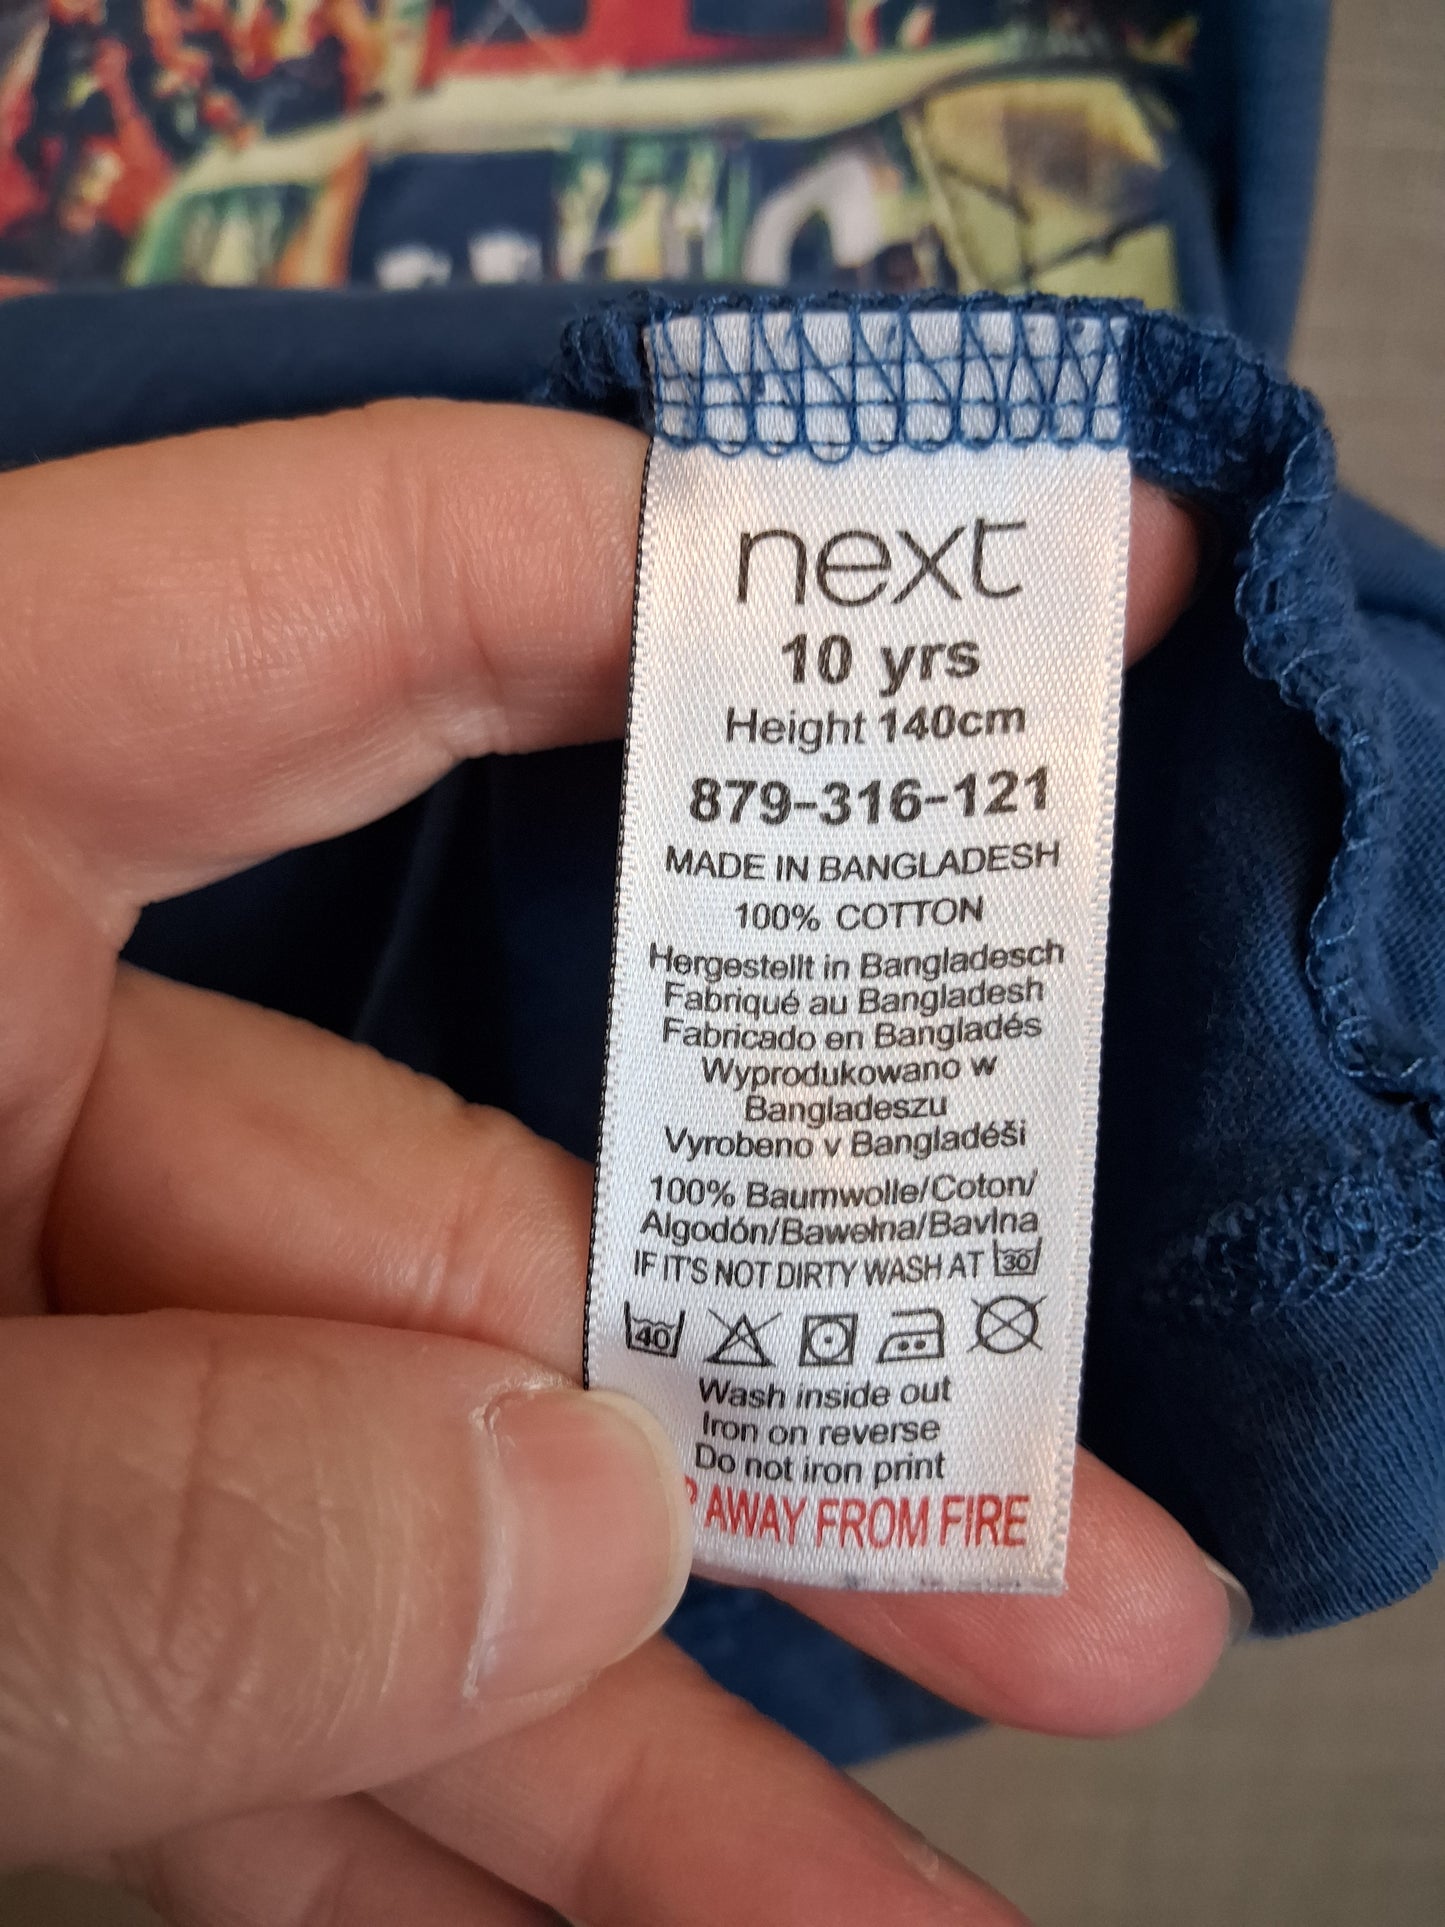 next
10 yrs
Height 140cm
879-316-121
MADE IN BANGLADESH
100% COTTON
Hergestellt in Bangladesch
Fabriqué au Bangladesh
Fabricado en Bangladés
Wyprodukowano w
Bangladeszu
Vyrobeno v Bangladéši
100% Baumwolle/Coton/
Algodón/Bawełna/Bavlna
IF IT'S NOT DIRTY WASH AT 30
40
Wash inside out
Iron on reverse
Do not iron print
AWAY FROM FIRE